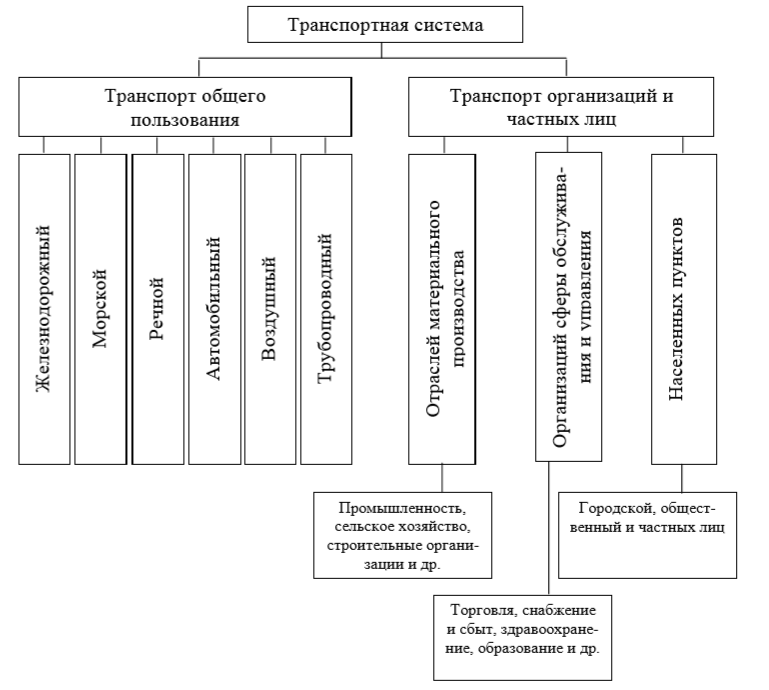 Транспортная система
Транспорт общего
пользования
Транспорт организаций и
частных лиц
Железнодорожный
Морской
Речной
Автомобильный
Воздушный
Трубопроводный
Отраслей материального
производства
Организаций сферы обслужива-
ния и управления
Населенных пунктов
Промышленность,
сельское хозяйство,
строительные органи-
зации и др.
Городской, общест-
венный и частных лиц
Торговля, снабжение
и сбыт, здравоохране-
ние, образование и др.